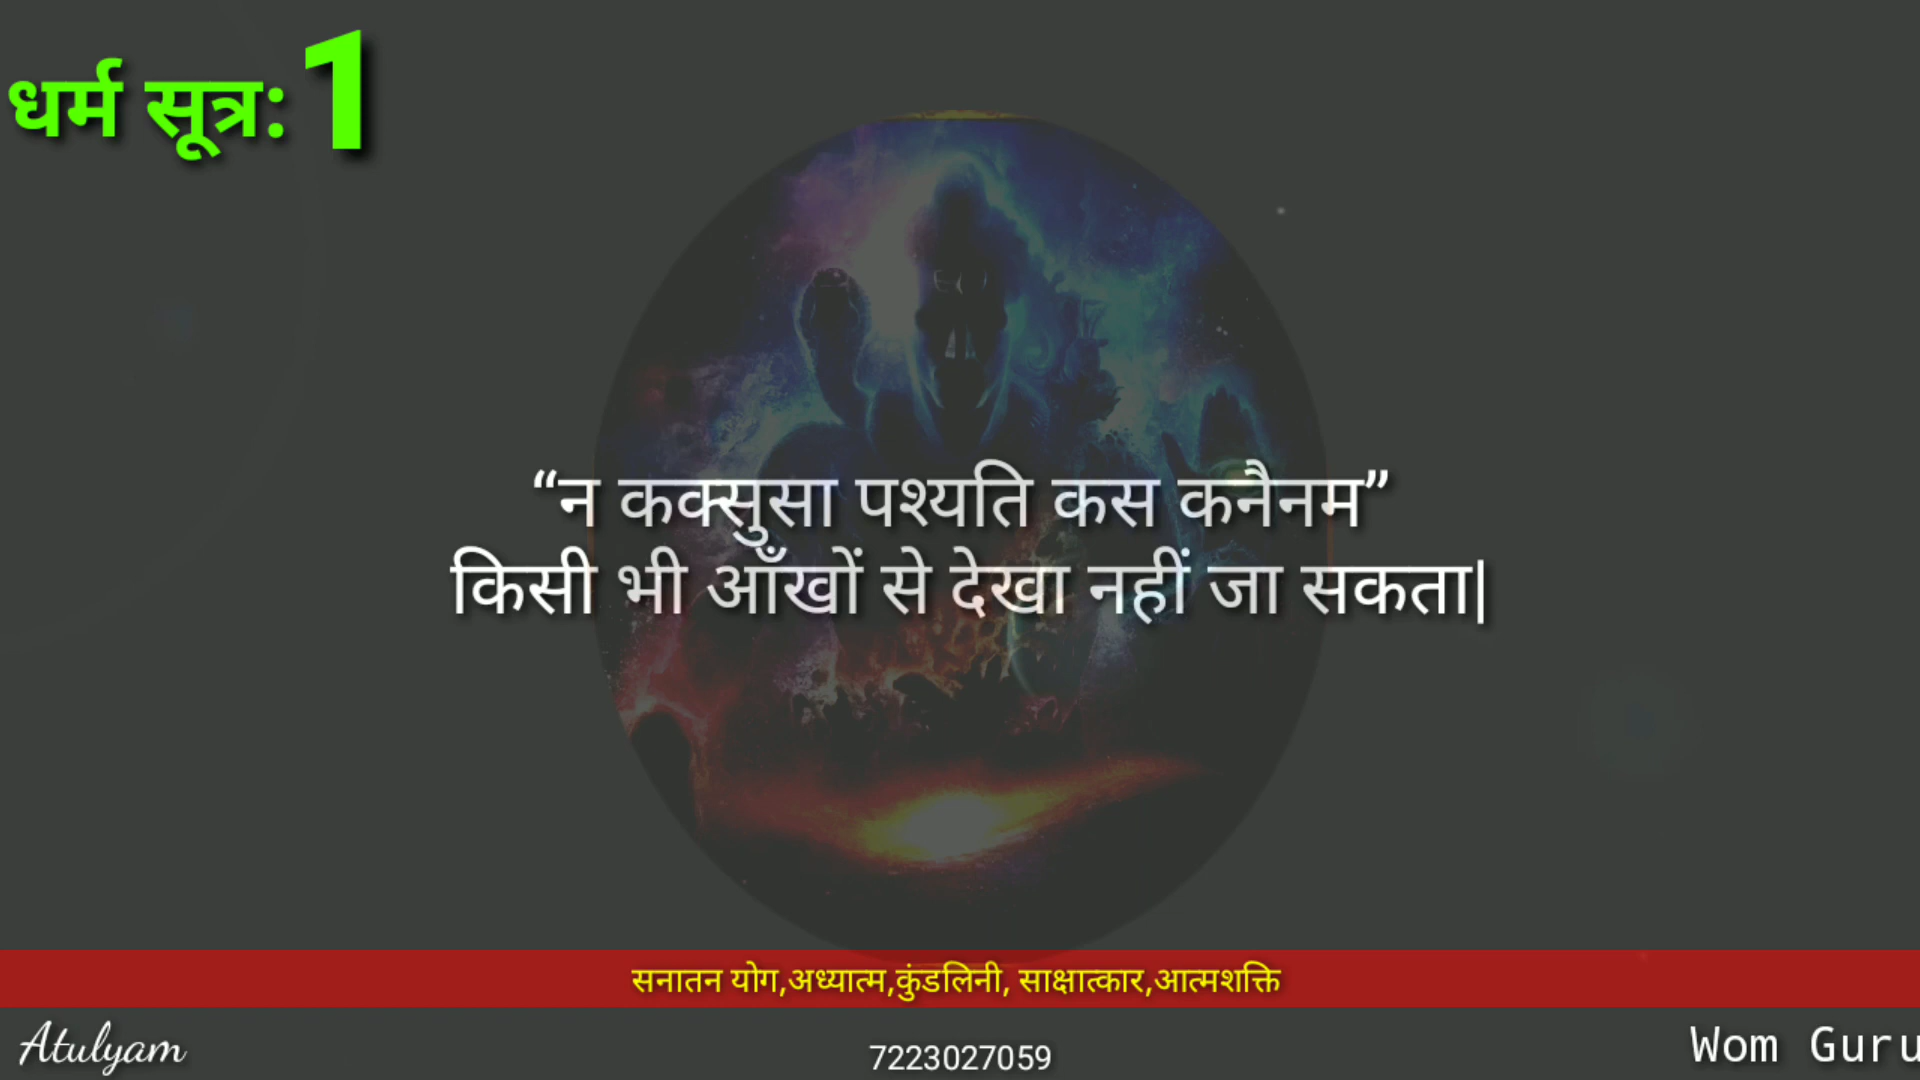 धर्म सूत्र: 1
“न कक्सुसा पश्यति कस कनैनम”
किसी भी आँखों से देखा नहीं जा सकता|
सनातन योग,अध्यात्म,कुंडलिनी, साक्षात्कार,आत्मशक्ति
Atulyam
7223027059
Wom Guru